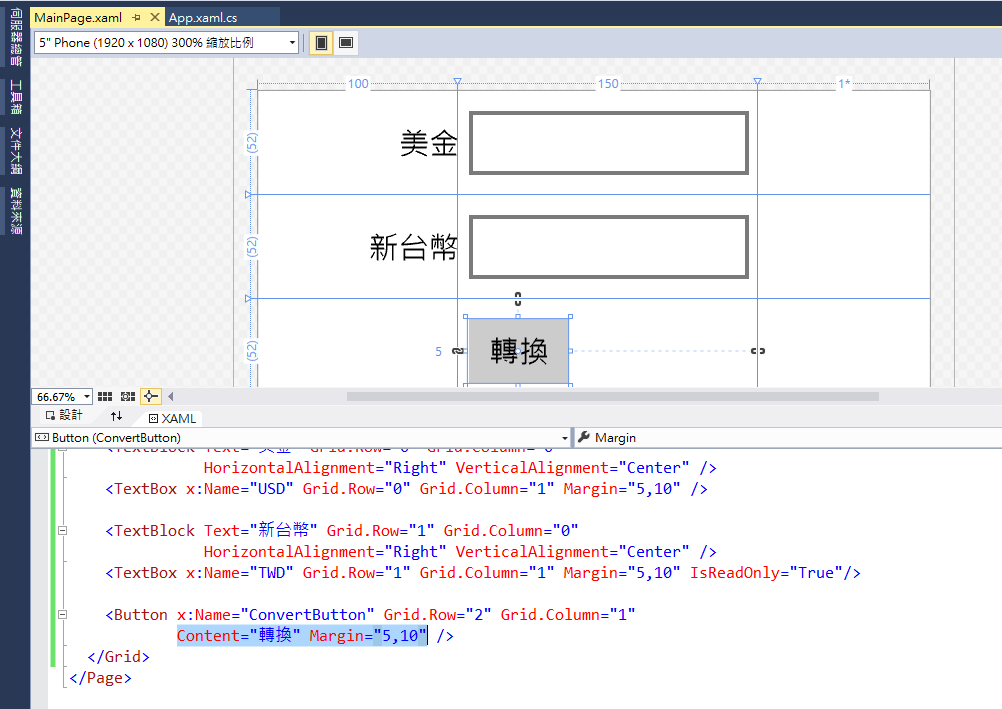 MainPage.xaml App.xaml.cs
伺服器總管
工具箱
文件大綱
資料來源
5" Phone (1920 x 1080) 300% 縮放比例
100 150 1*
(52)
美金
(52)
新台幣
(52)
5
轉換
66.67%
設計 XAML
Button (ConvertButton) Margin
<TextBlock Text="美金" Grid.Row="0" Grid.Column="0"
HorizontalAlignment="Right" VerticalAlignment="Center" />
<TextBox x:Name="USD" Grid.Row="0" Grid.Column="1" Margin="5,10" />
<TextBlock Text="新台幣" Grid.Row="1" Grid.Column="0"
HorizontalAlignment="Right" VerticalAlignment="Center" />
<TextBox x:Name="TWD" Grid.Row="1" Grid.Column="1" Margin="5,10" IsReadOnly="True"/>
<Button x:Name="ConvertButton" Grid.Row="2" Grid.Column="1"
Content="轉換" Margin="5,10" />
</Grid>
</Page>